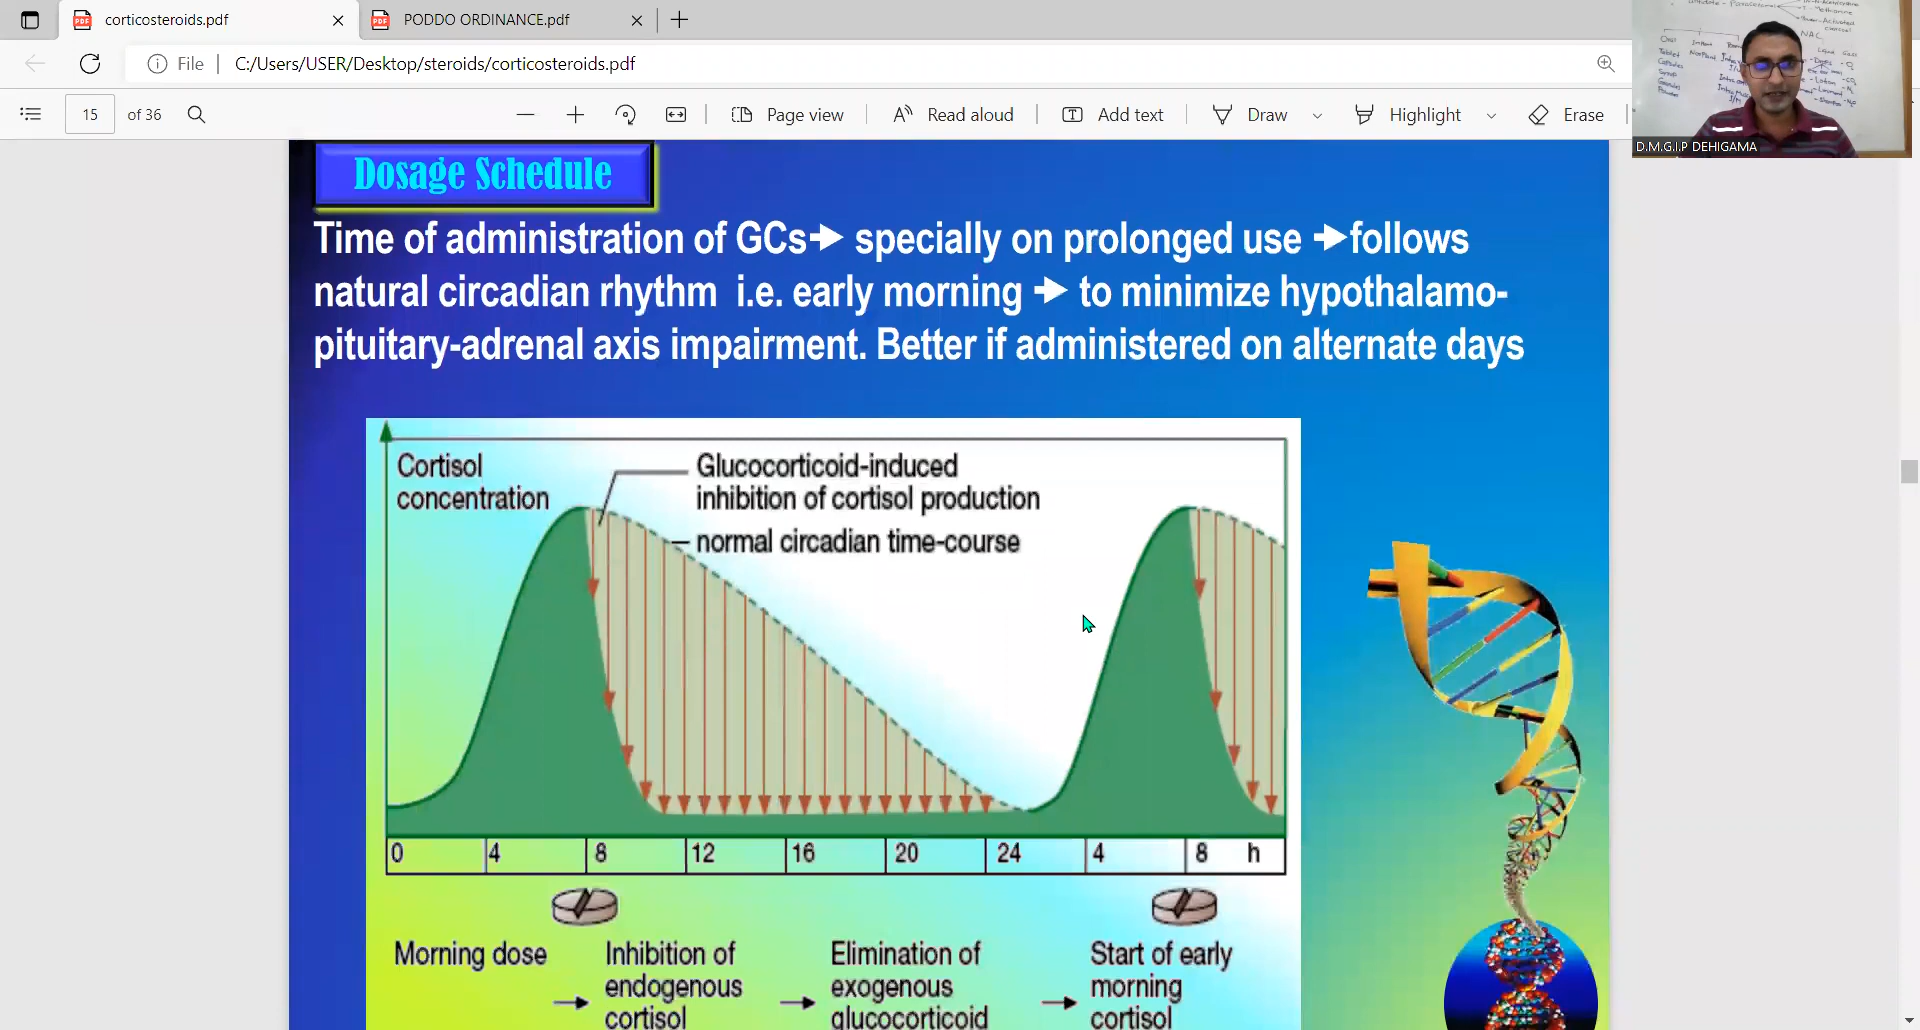 corticosteroids.pdf
PODDO ORDINANCE.pdf
File
C:/Users/USER/Desktop/steroids/corticosteroids.pdf
15 of 36
Page view
Read aloud
Add text
Draw
Highlight
Erase
NAC
D.M.G.I.P DEHIGAMA
Dosage Schedule
Time of administration of GCs→ specially on prolonged use →follows
natural circadian rhythm i.e. early morning → to minimize hypothalamo-
pituitary-adrenal axis impairment. Better if administered on alternate days
Cortisol
concentration
Glucocorticoid-induced
inhibition of cortisol production
normal circadian time-course
0 4 8 12 16 20 24 4 8 h
Morning dose
→ Inhibition of
endogenous
cortisol
→ Elimination of
exogenous
glucocorticoid
→ Start of early
morning
cortisol